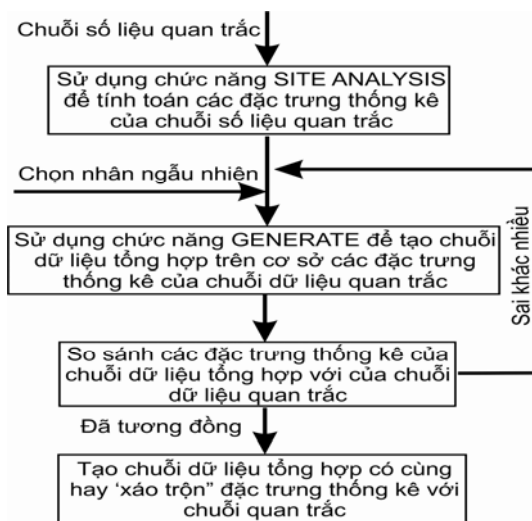 Chuỗi số liệu quan trắc
Sử dụng chức năng SITE ANALYSIS
để tính toán các đặc trưng thống kê
của chuỗi số liệu quan trắc
Chọn nhân ngẫu nhiên
Sử dụng chức năng GENERATE để tạo chuỗi
dữ liệu tổng hợp trên cơ sở các đặc trưng
thống kê của chuỗi dữ liệu quan trắc
Sai khác nhiều
So sánh các đặc trưng thống kê của
chuỗi dữ liệu tổng hợp với của chuỗi
dữ liệu quan trắc
Đã tương đồng
Tạo chuỗi dữ liệu tổng hợp có cùng
hay ‘xáo trộn” đặc trưng thống kê với
chuỗi quan trắc